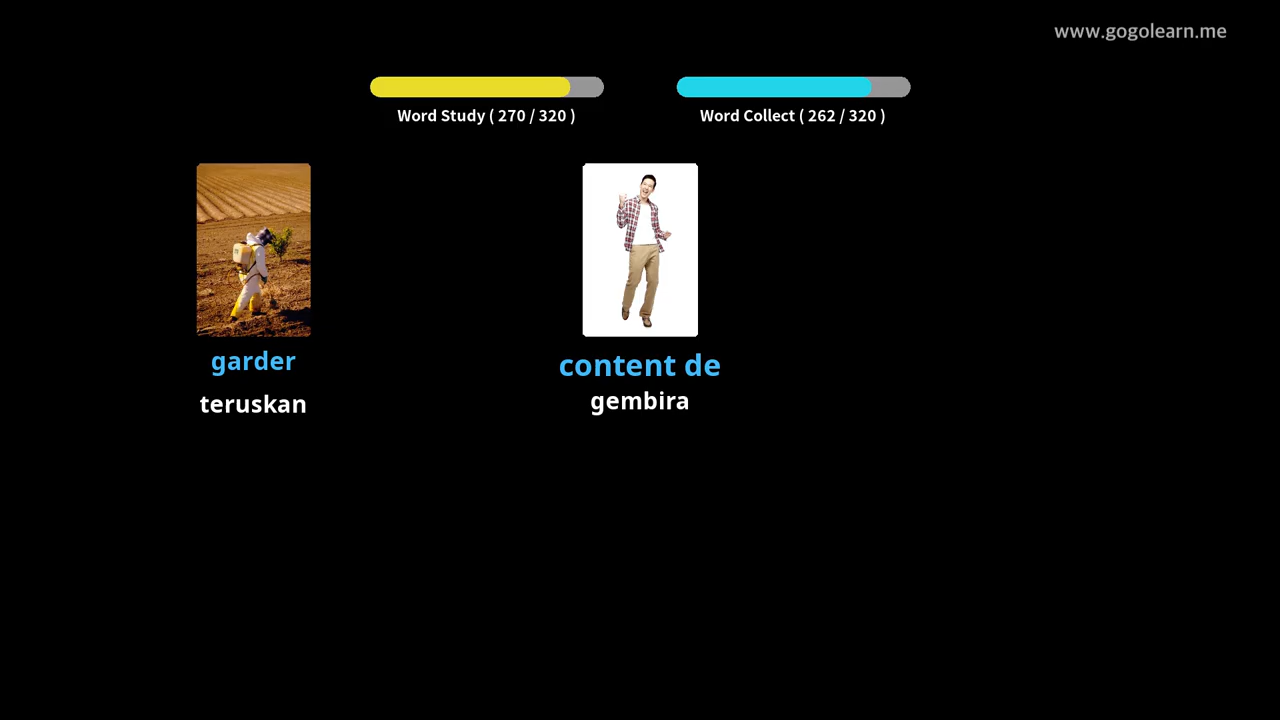 www.gogolearn.me
Word Study ( 270 / 320 )
Word Collect ( 262 / 320 )
garder
teruskan
content de
gembira